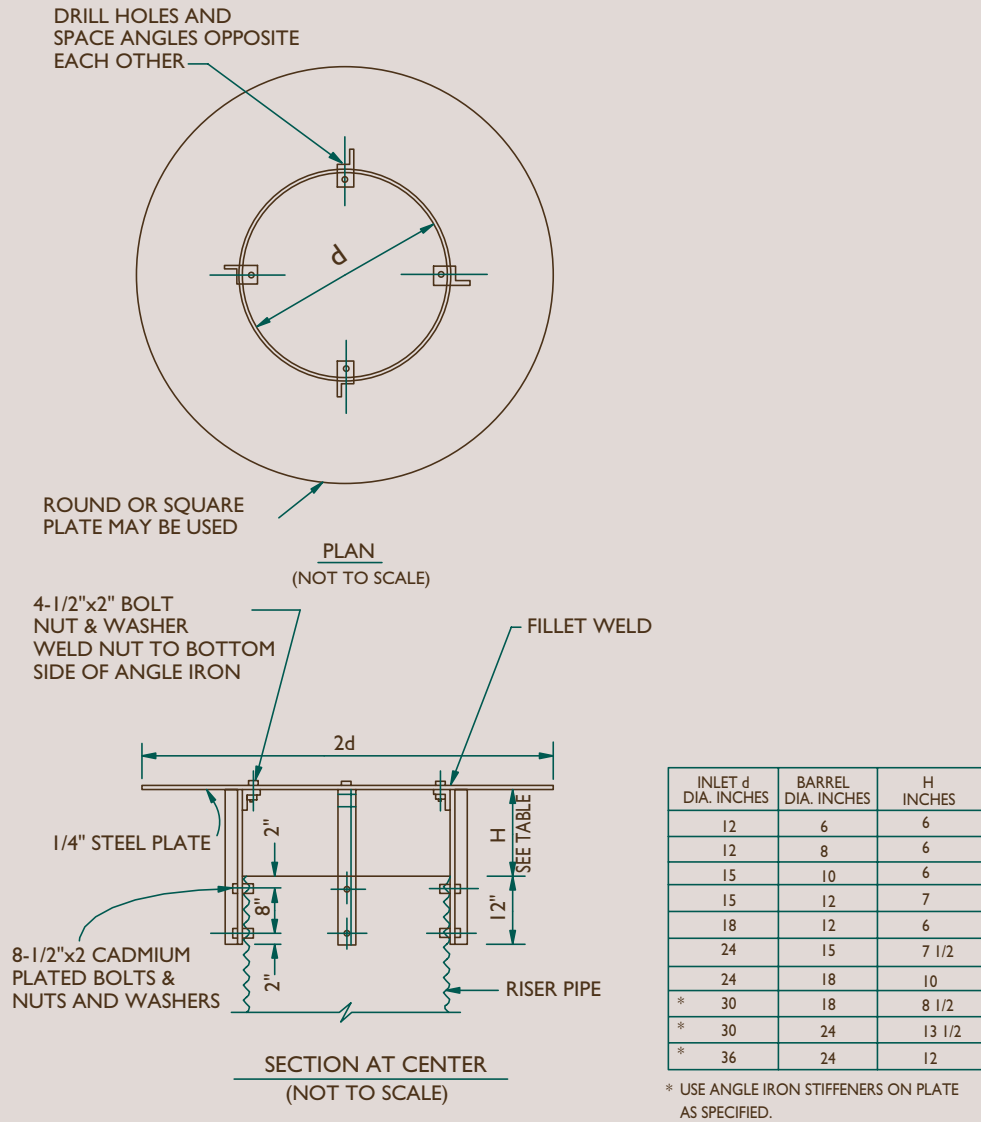 DRILL HOLES AND
SPACE ANGLES OPPOSITE
EACH OTHER
d
ROUND OR SQUARE
PLATE MAY BE USED
PLAN
(NOT TO SCALE)
4-1/2"x2" BOLT
NUT & WASHER
WELD NUT TO BOTTOM
SIDE OF ANGLE IRON
FILLET WELD
2d
1/4" STEEL PLATE
2"
H
SEE TABLE
8"
12"
2"
8-1/2"x2 CADMIUM
PLATED BOLTS &
NUTS AND WASHERS
RISER PIPE
SECTION AT CENTER
(NOT TO SCALE)
INLET d DIA. INCHES BARREL DIA. INCHES H INCHES
12 6 6
12 8 6
15 10 6
15 12 7
18 12 6
24 15 7 1/2
24 18 10
* 30 18 8 1/2
* 30 24 13 1/2
* 36 24 12
* USE ANGLE IRON STIFFENERS ON PLATE
AS SPECIFIED.